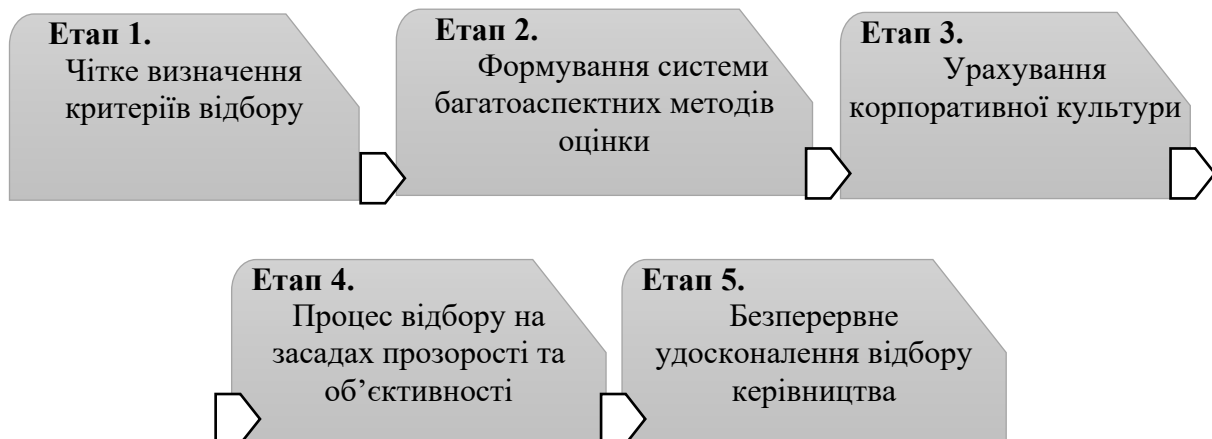 Етап 1.
Чітке визначення
критеріїв відбору
Етап 2.
Формування системи
багатоаспектних методів
оцінки
Етап 3.
Урахування
корпоративної культури
Етап 4.
Процес відбору на
засадах прозорості та
об’єктивності
Етап 5.
Безперервне
удосконалення відбору
керівництва